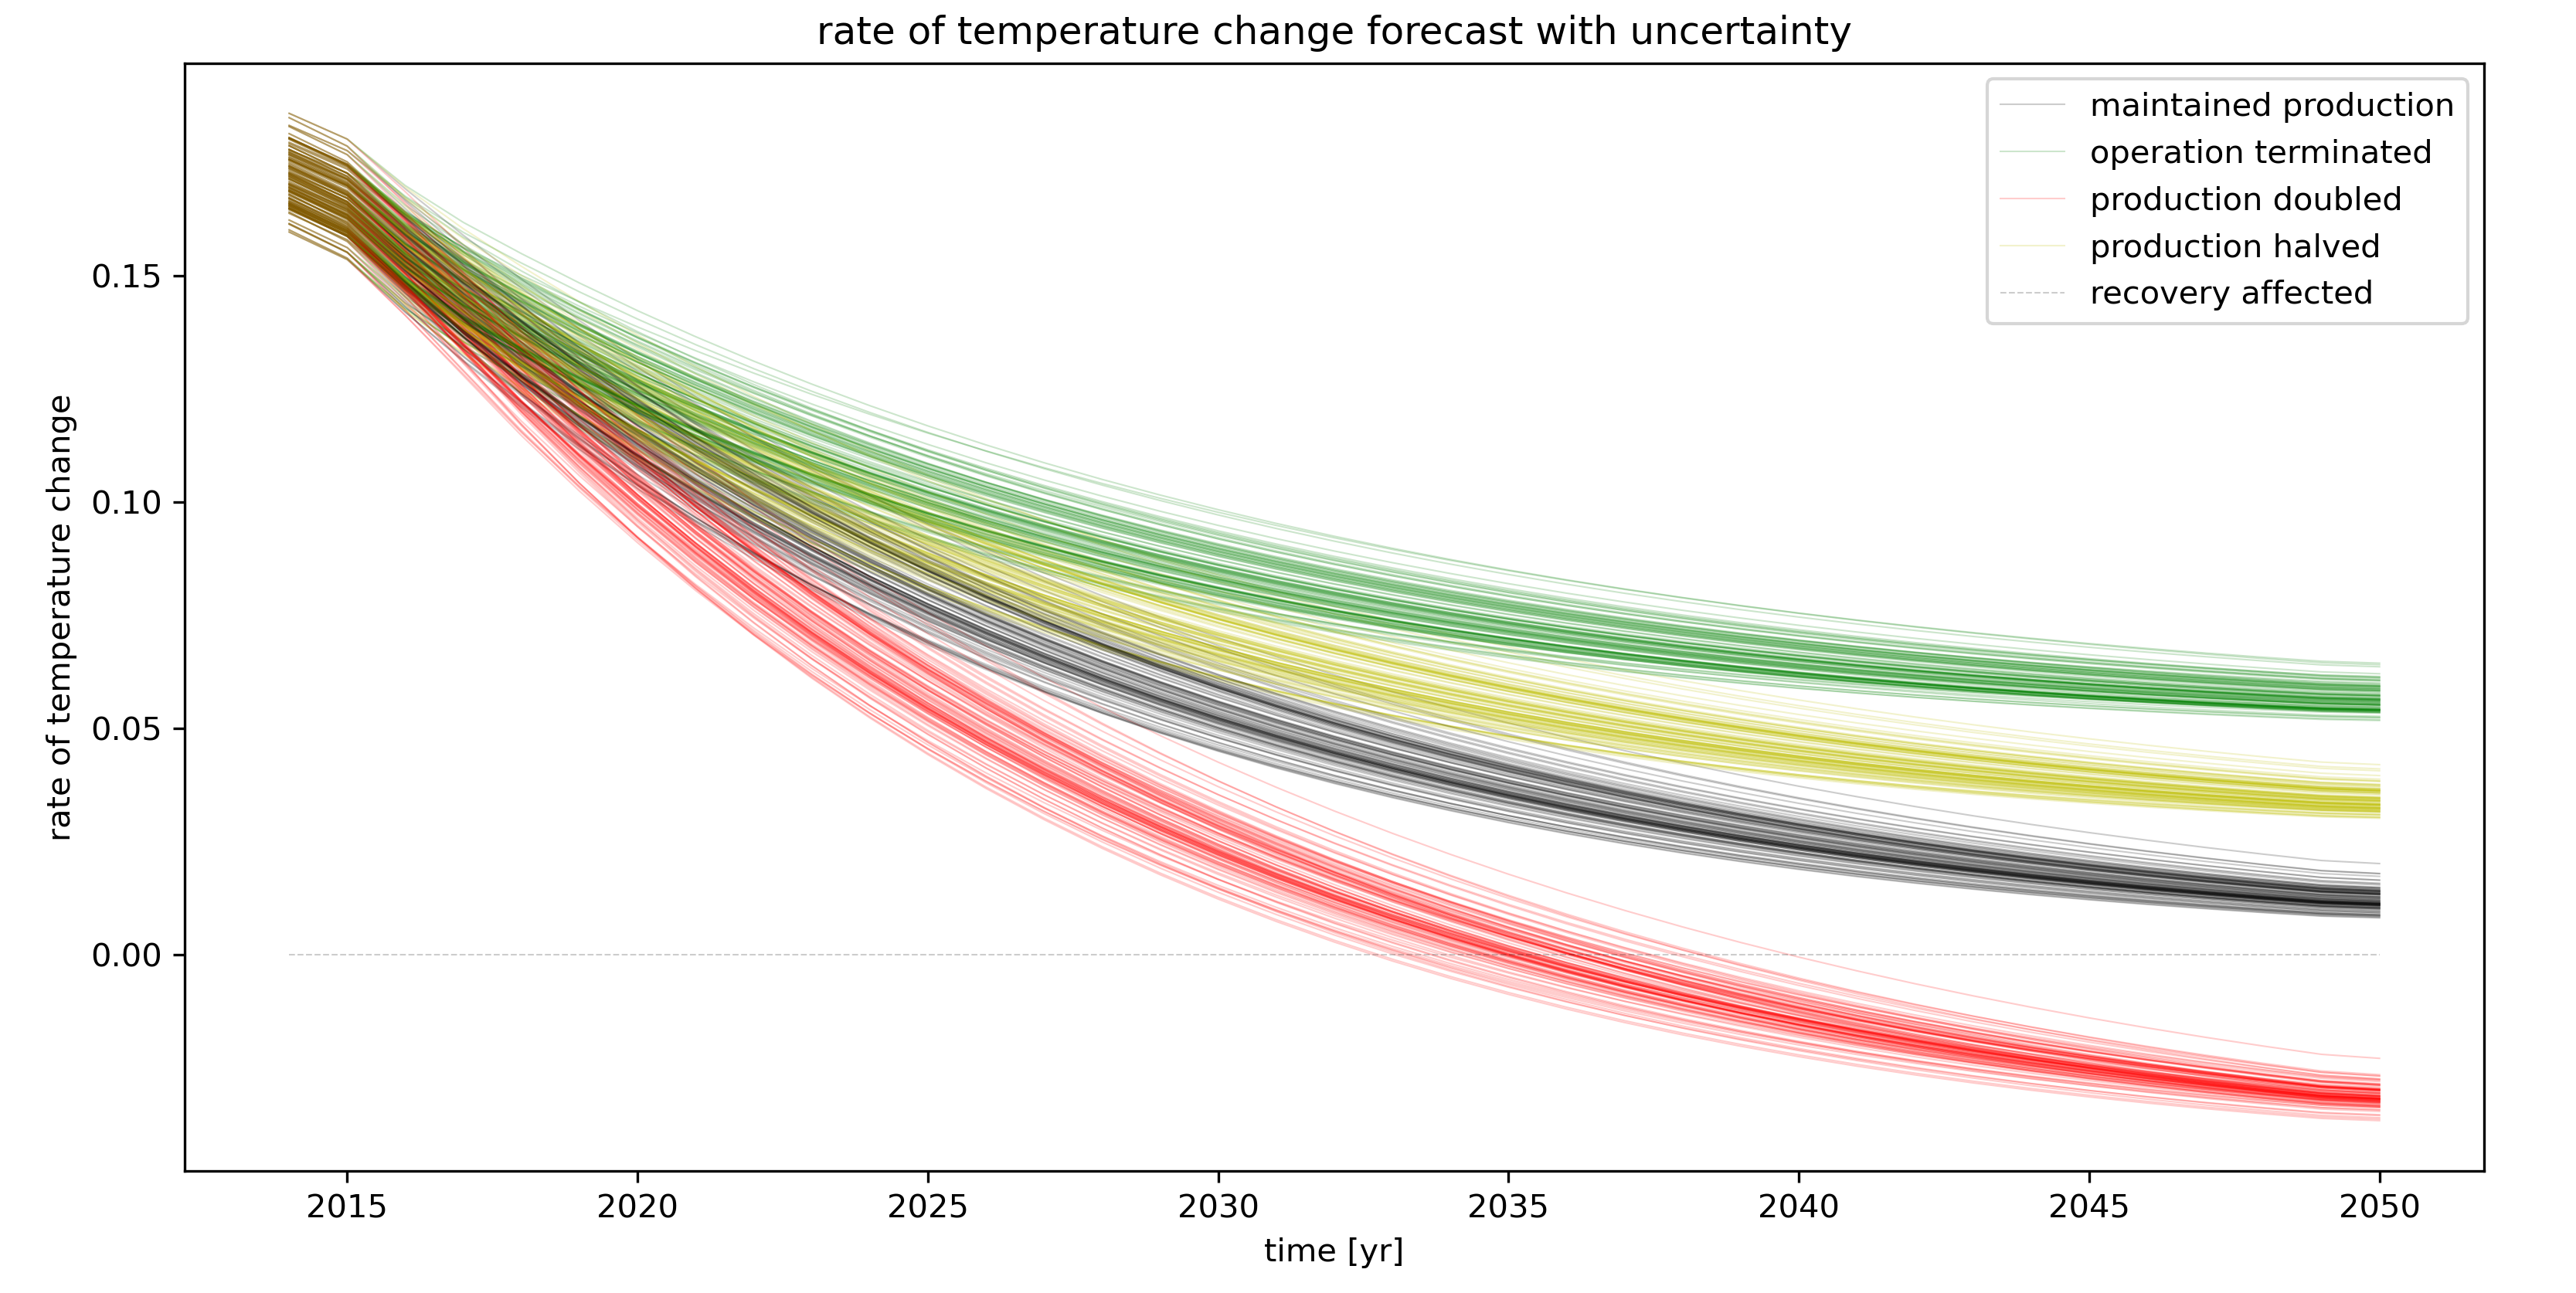 rate of temperature change forecast with uncertainty
maintained production
operation terminated
production doubled
production halved
recovery affected
rate of temperature change
0.15
0.10
0.05
0.00
2015
2020
2025
2030
2035
2040
2045
2050
time [yr]